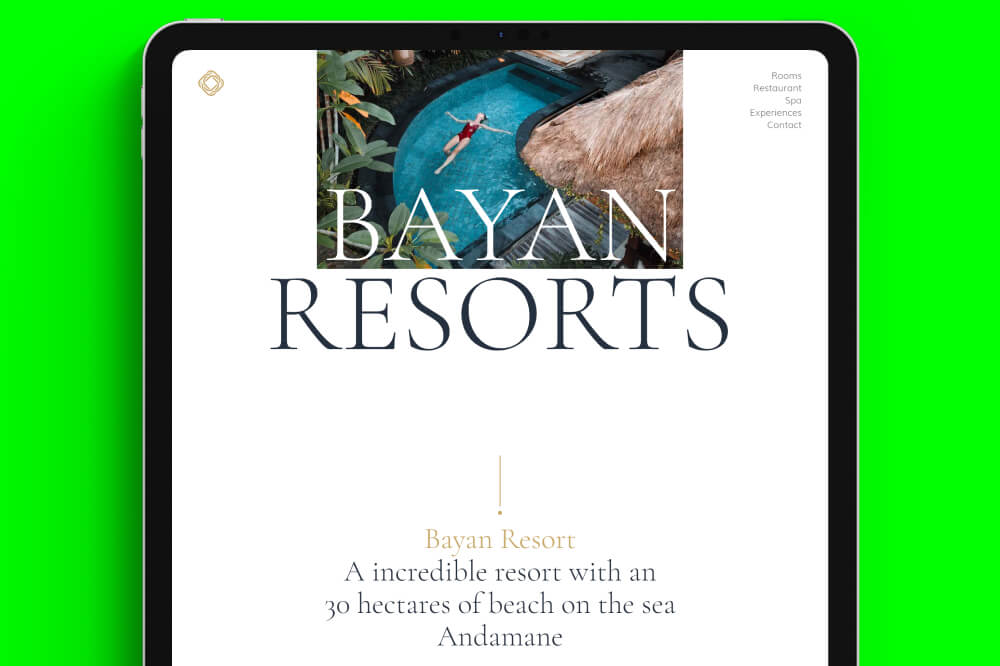 Rooms
Restaurant
Spa
Experiences
Contact
BAYAN
RESORTS
Bayan Resort
A incredible resort with an
30 hectares of beach on the sea
Andamane